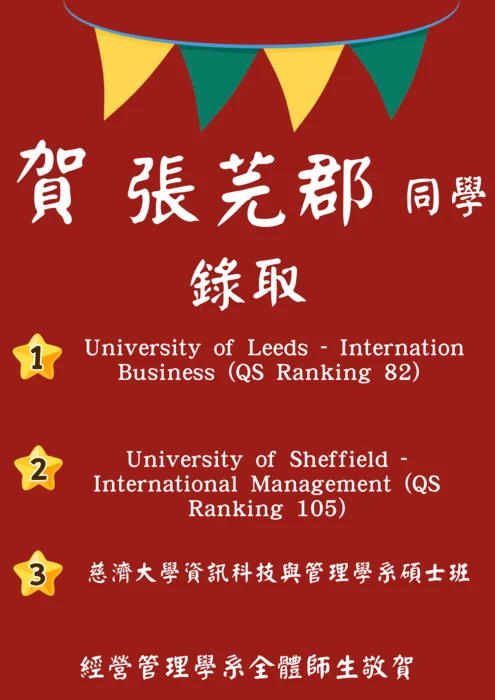 賀 張芫郡 同學
錄取
1
University of Leeds - Internation
Business (QS Ranking 82)
2
University of Sheffield -
International Management (QS
Ranking 105)
3
慈濟大學資訊科技與管理學系碩士班
經營管理學系全體師生敬賀